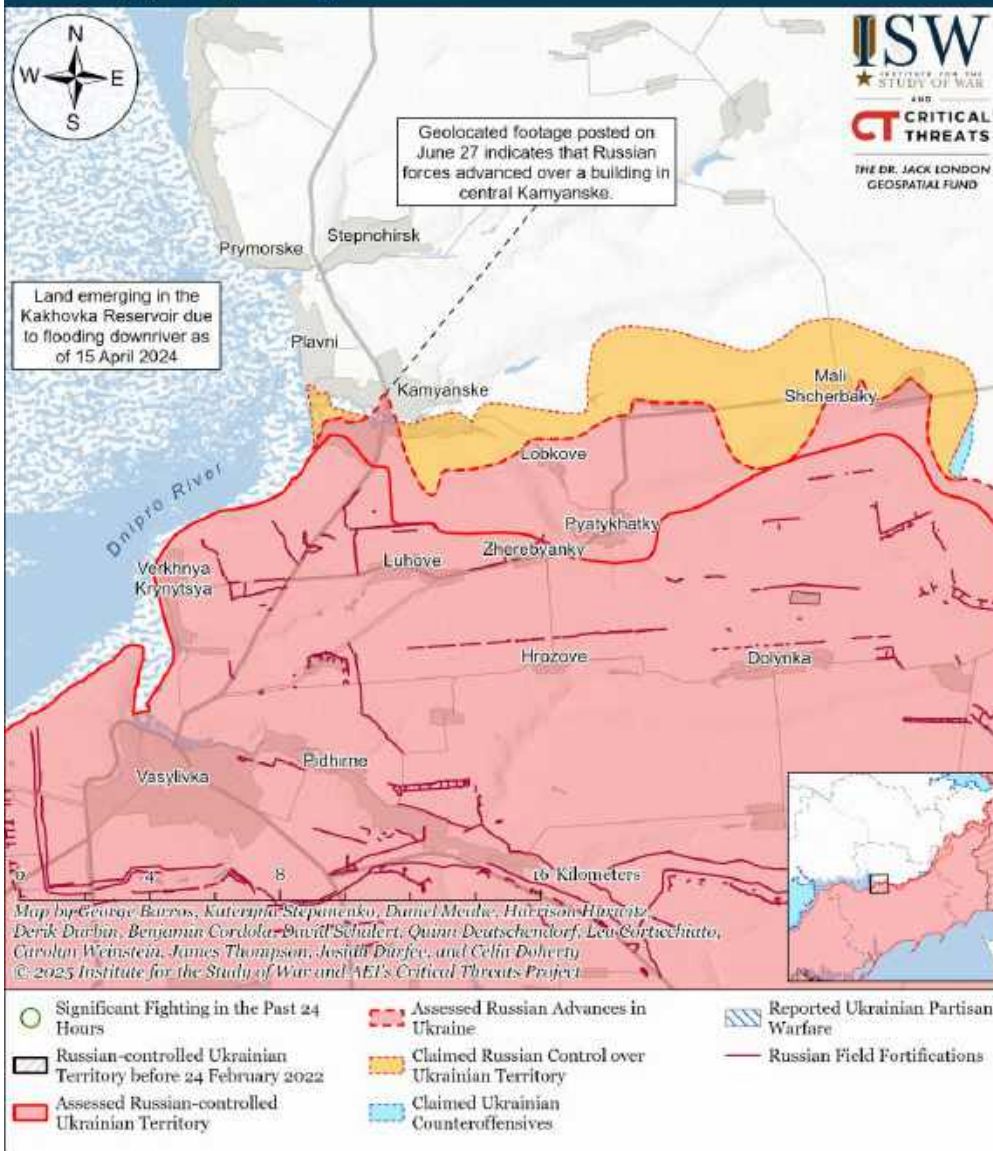 N
W E
S
ISW
INSTITUTE FOR THE
STUDY OF WAR
AND
CT CRITICAL
THREATS
THE DR. JACK LONDON
GEOSPATIAL FUND
Geolocated footage posted on
June 27 indicates that Russian
forces advanced over a building in
central Kamyanske.
Prymorske
Stepnohirsk
Land emerging in the
Kakhovka Reservoir due
to flooding downriver as
of 15 April 2024
Plavni
Kamyanske
Mali
Shcherbaky
Lobkove
Dnipro River
Pyatykhatky
Zherebyanky
Luhove
Verkhnya
Krynytsya
Hrozove
Dolynka
Pidhirne
Vasylivka
0 4 8 16 Kilometers
Map by George Barros, Kateryna Stepanenko, Daniel Mealie, Harrison Hurwitz,
Derik Durbin, Benjamin Cordola, David Schulert, Quinn Deutschendorf, Lea Corticchiato,
Carolyn Weinstein, James Thompson, Josiah Durfee, and Celia Doherty
© 2025 Institute for the Study of War and AEI's Critical Threats Project
Significant Fighting in the Past 24
Hours
Russian-controlled Ukrainian
Territory before 24 February 2022
Assessed Russian-controlled
Ukrainian Territory
Assessed Russian Advances in
Ukraine
Claimed Russian Control over
Ukrainian Territory
Claimed Ukrainian
Counteroffensives
Reported Ukrainian Partisan
Warfare
Russian Field Fortifications